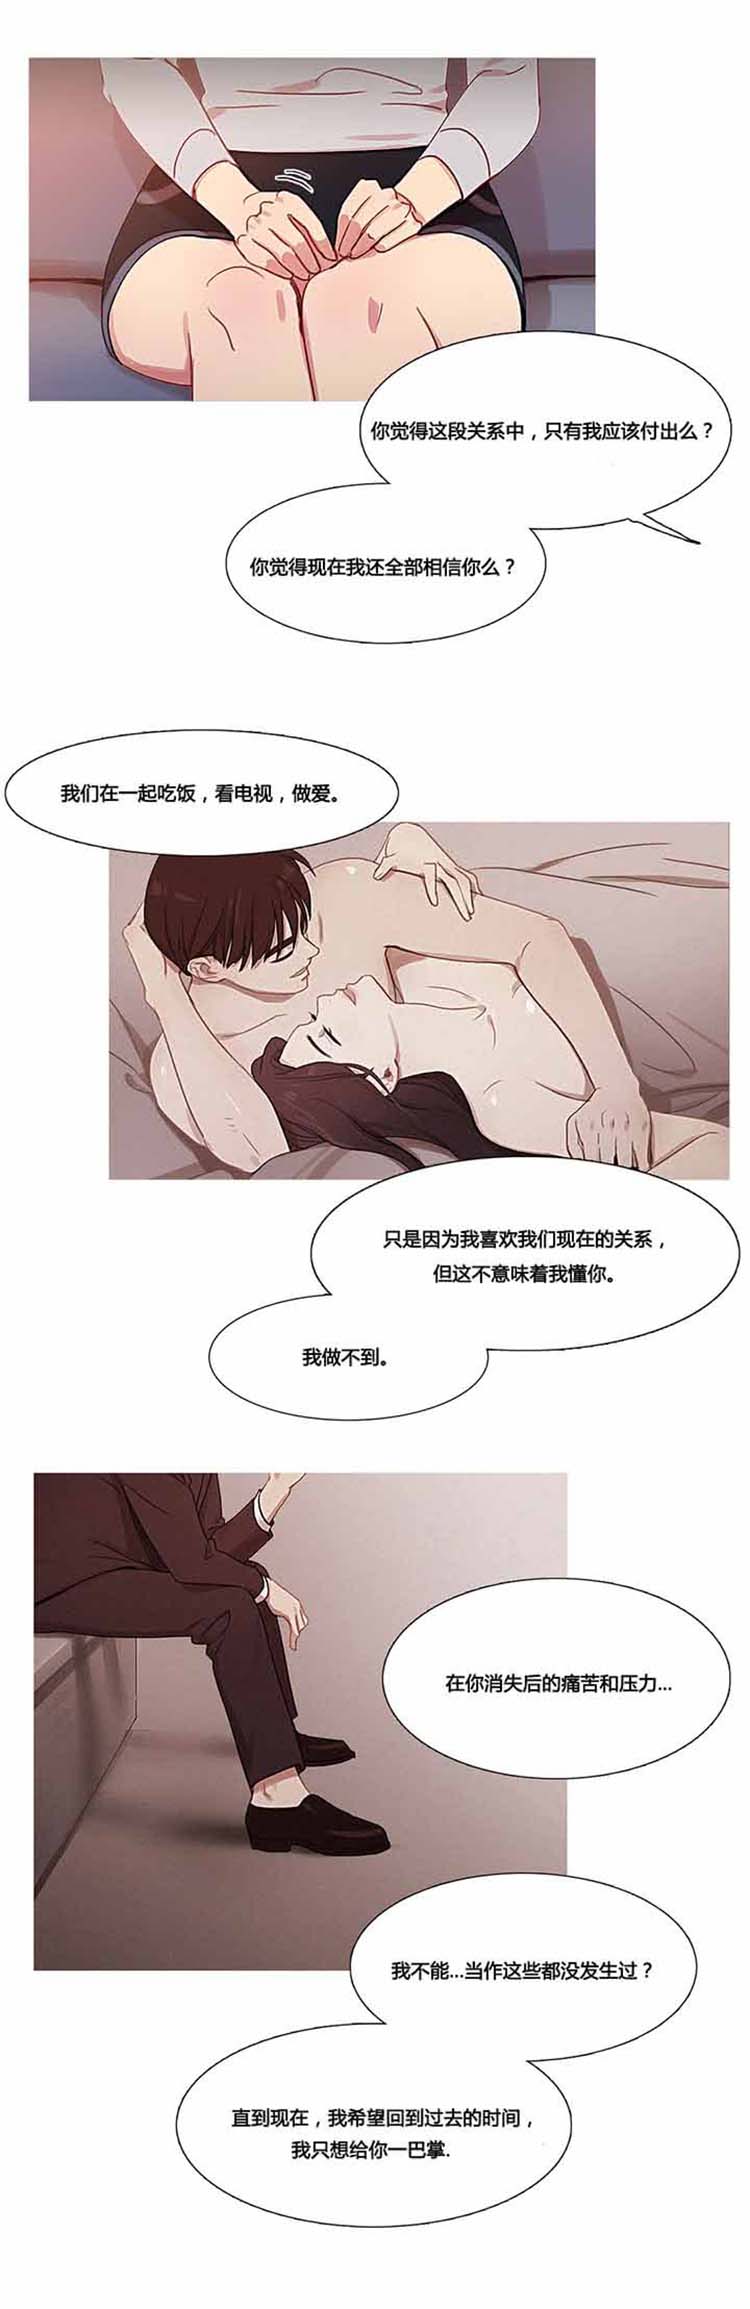 你觉得这段关系中，只有我应该付出么？
你觉得现在我还全部相信你么？
我们在一起吃饭，看电视，做爱。
只是因为我喜欢我们现在的关系，
但这不意味着我懂你。
我做不到。
在你消失后的痛苦和压力...
我不能...当作这些都没发生过？
直到现在，我希望回到过去的时间，
我只想给你一巴掌.